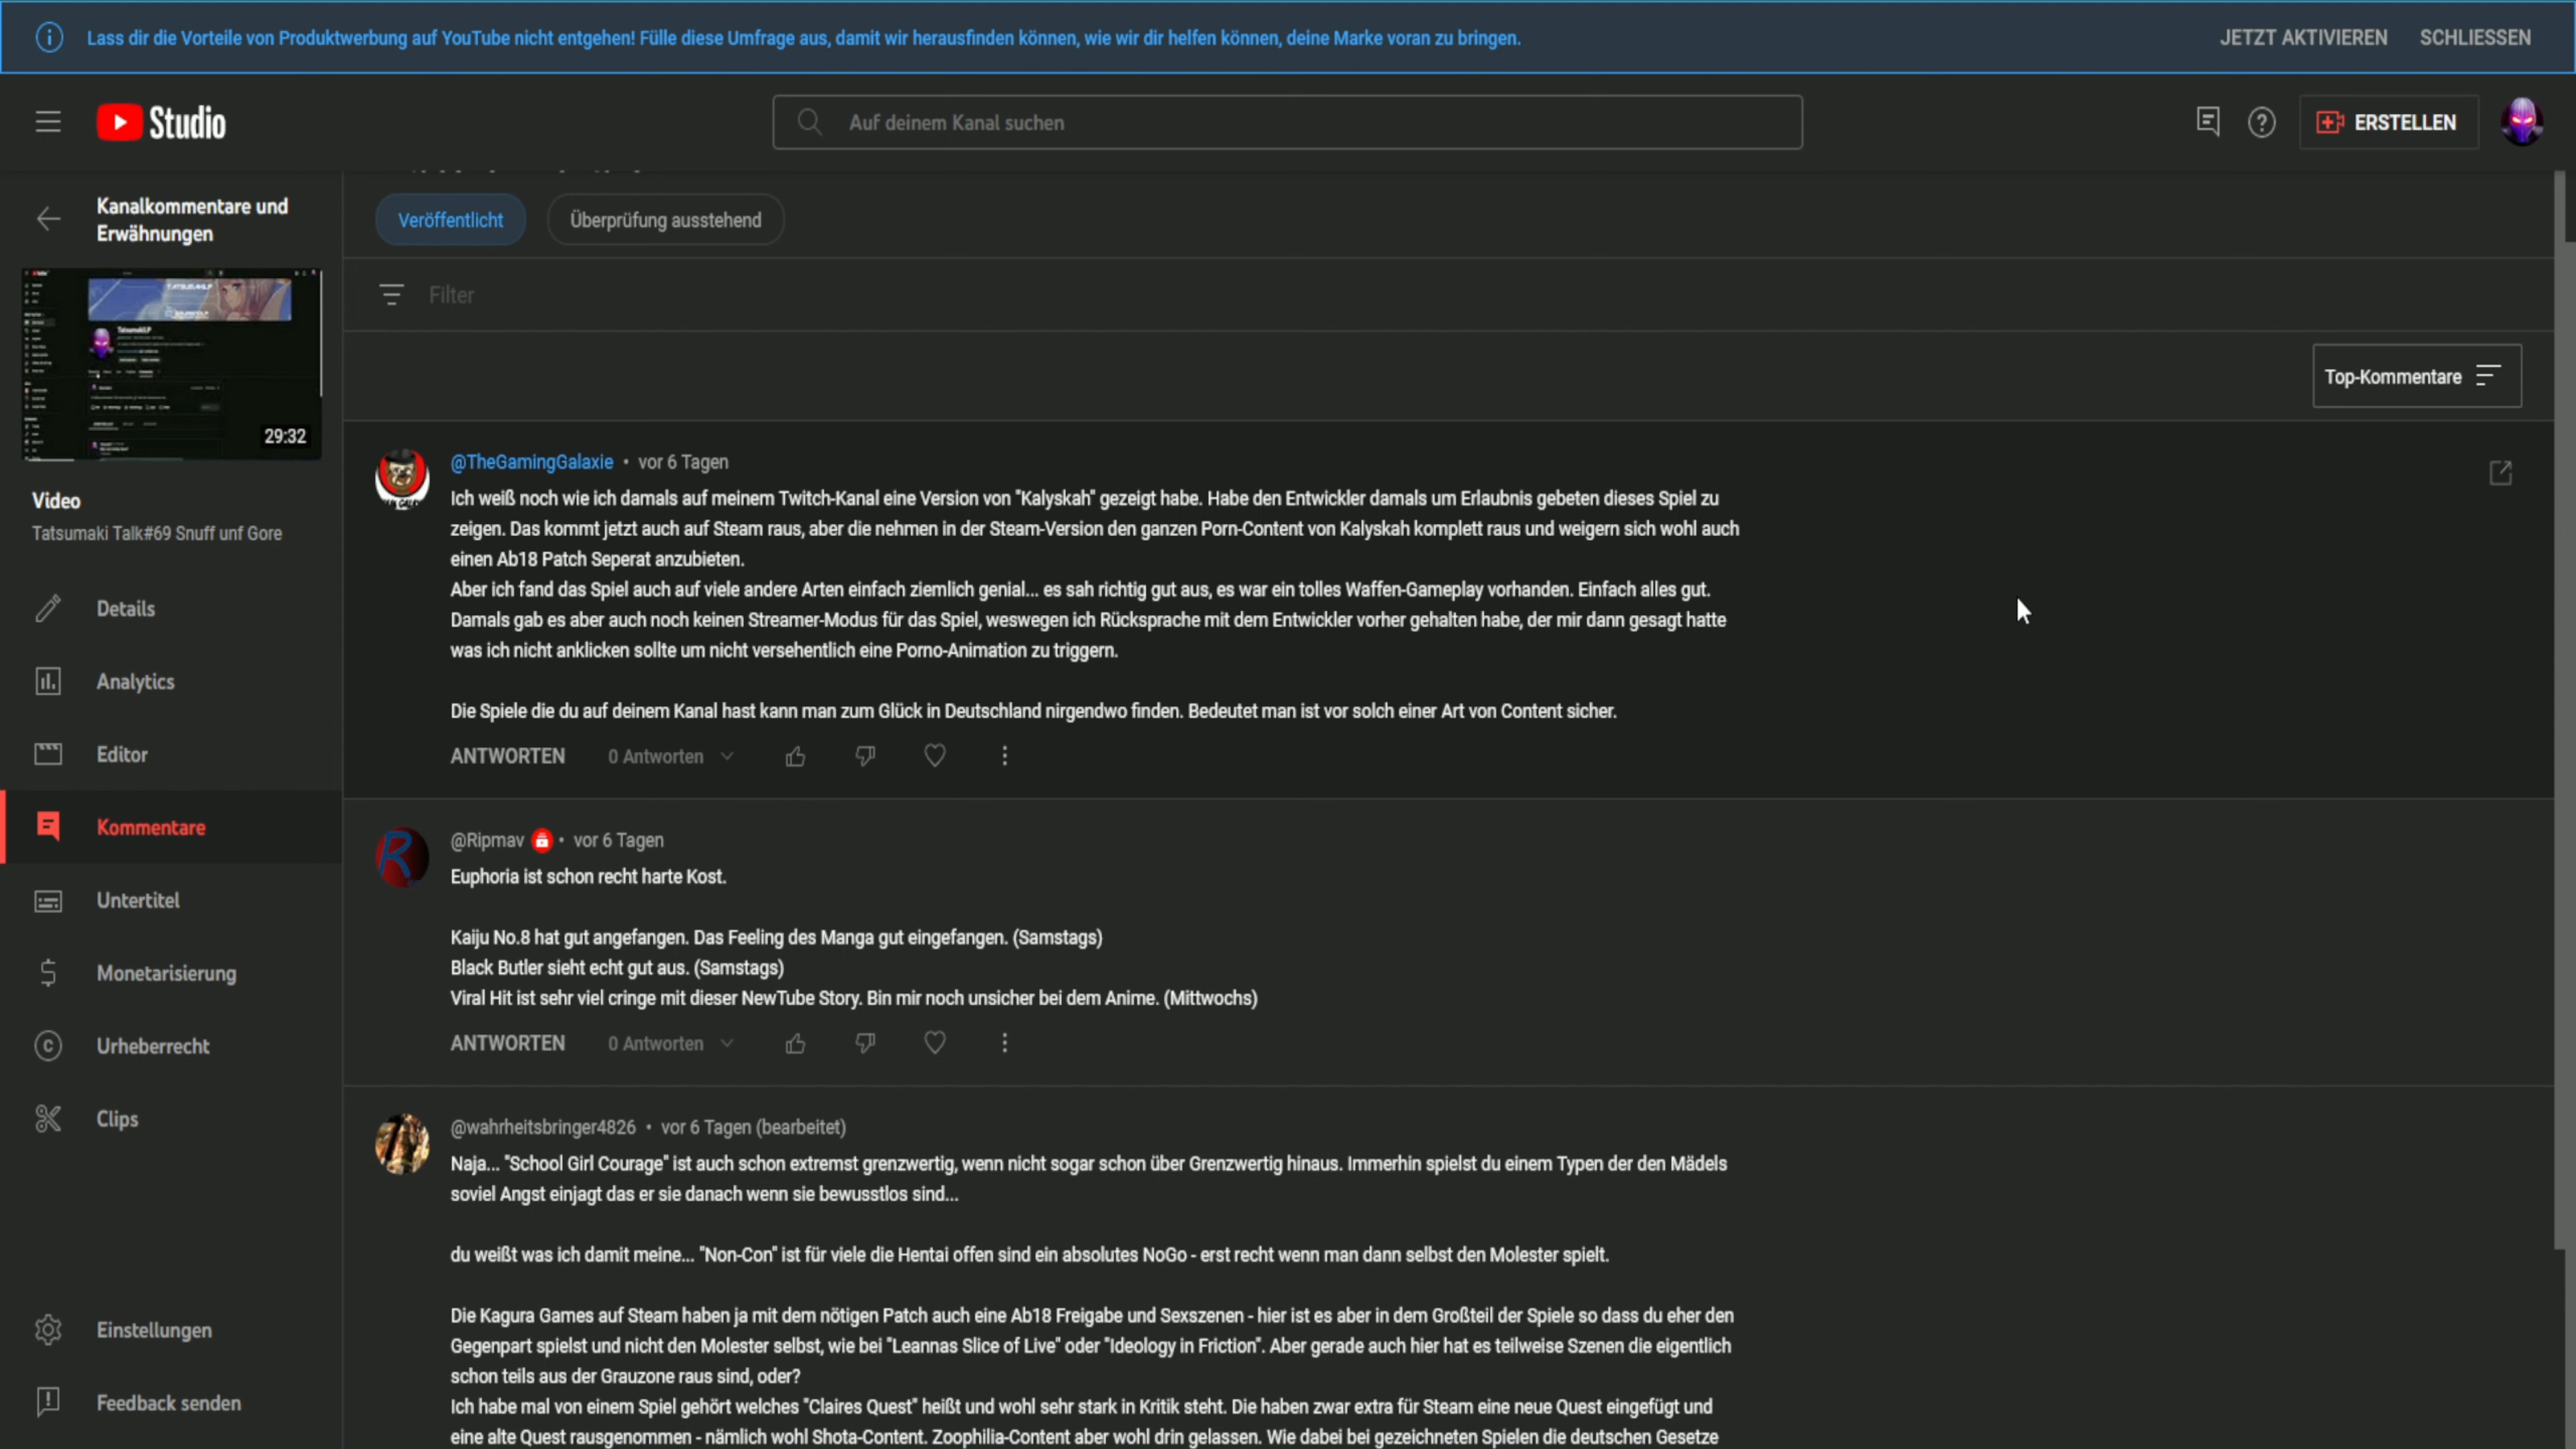 Lass dir die Vorteile von Produktwerbung auf YouTube nicht entgehen! Fülle diese Umfrage aus, damit wir herausfinden können, wie wir dir helfen können, deine Marke voran zu bringen.
JETZT AKTIVIEREN
SCHLIESSEN
Studio
Auf deinem Kanal suchen
ERSTELLEN
Kanalkommentare und
Erwähnungen
29:32
Video
Tatsumaki Talk#69 Snuff unf Gore
Details
Analytics
Editor
Kommentare
Untertitel
Monetarisierung
Urheberrecht
Clips
Einstellungen
Feedback senden
Veröffentlicht
Überprüfung ausstehend
Filter
Top-Kommentare
@TheGamingGalaxie • vor 6 Tagen
Ich weiß noch wie ich damals auf meinem Twitch-Kanal eine Version von "Kalyskah" gezeigt habe. Habe den Entwickler damals um Erlaubnis gebeten dieses Spiel zu
zeigen. Das kommt jetzt auch auf Steam raus, aber die nehmen in der Steam-Version den ganzen Porn-Content von Kalyskah komplett raus und weigern sich wohl auch
einen Ab18 Patch Seperat anzubieten.
Aber ich fand das Spiel auch auf viele andere Arten einfach ziemlich genial... es sah richtig gut aus, es war ein tolles Waffen-Gameplay vorhanden. Einfach alles gut.
Damals gab es aber auch noch keinen Streamer-Modus für das Spiel, weswegen ich Rücksprache mit dem Entwickler vorher gehalten habe, der mir dann gesagt hatte
was ich nicht anklicken sollte um nicht versehentlich eine Porno-Animation zu triggern.
Die Spiele die du auf deinem Kanal hast kann man zum Glück in Deutschland nirgendwo finden. Bedeutet man ist vor solch einer Art von Content sicher.
ANTWORTEN 0 Antworten
@Ripmav • vor 6 Tagen
Euphoria ist schon recht harte Kost.
Kaiju No.8 hat gut angefangen. Das Feeling des Manga gut eingefangen. (Samstags)
Black Butler sieht echt gut aus. (Samstags)
Viral Hit ist sehr viel cringe mit dieser NewTube Story. Bin mir noch unsicher bei dem Anime. (Mittwochs)
ANTWORTEN 0 Antworten
@wahrheitsbringer4826 • vor 6 Tagen (bearbeitet)
Naja... "School Girl Courage" ist auch schon extremst grenzwertig, wenn nicht sogar schon über Grenzwertig hinaus. Immerhin spielst du einem Typen der den Mädels
soviel Angst einjagt das er sie danach wenn sie bewusstlos sind...
du weißt was ich damit meine... "Non-Con" ist für viele die Hentai offen sind ein absolutes NoGo - erst recht wenn man dann selbst den Molester spielt.
Die Kagura Games auf Steam haben ja mit dem nötigen Patch auch eine Ab18 Freigabe und Sexszenen - hier ist es aber in dem Großteil der Spiele so dass du eher den
Gegenpart spielst und nicht den Molester selbst, wie bei "Leannas Slice of Live" oder "Ideology in Friction". Aber gerade auch hier hat es teilweise Szenen die eigentlich
schon teils aus der Grauzone raus sind, oder?
Ich habe mal von einem Spiel gehört welches "Claires Quest" heißt und wohl sehr stark in Kritik steht. Die haben zwar extra für Steam eine neue Quest eingefügt und
eine alte Quest rausgenommen - nämlich wohl Shota-Content. Zoophilia-Content aber wohl drin gelassen. Wie dabei bei gezeichneten Spielen die deutschen Gesetze